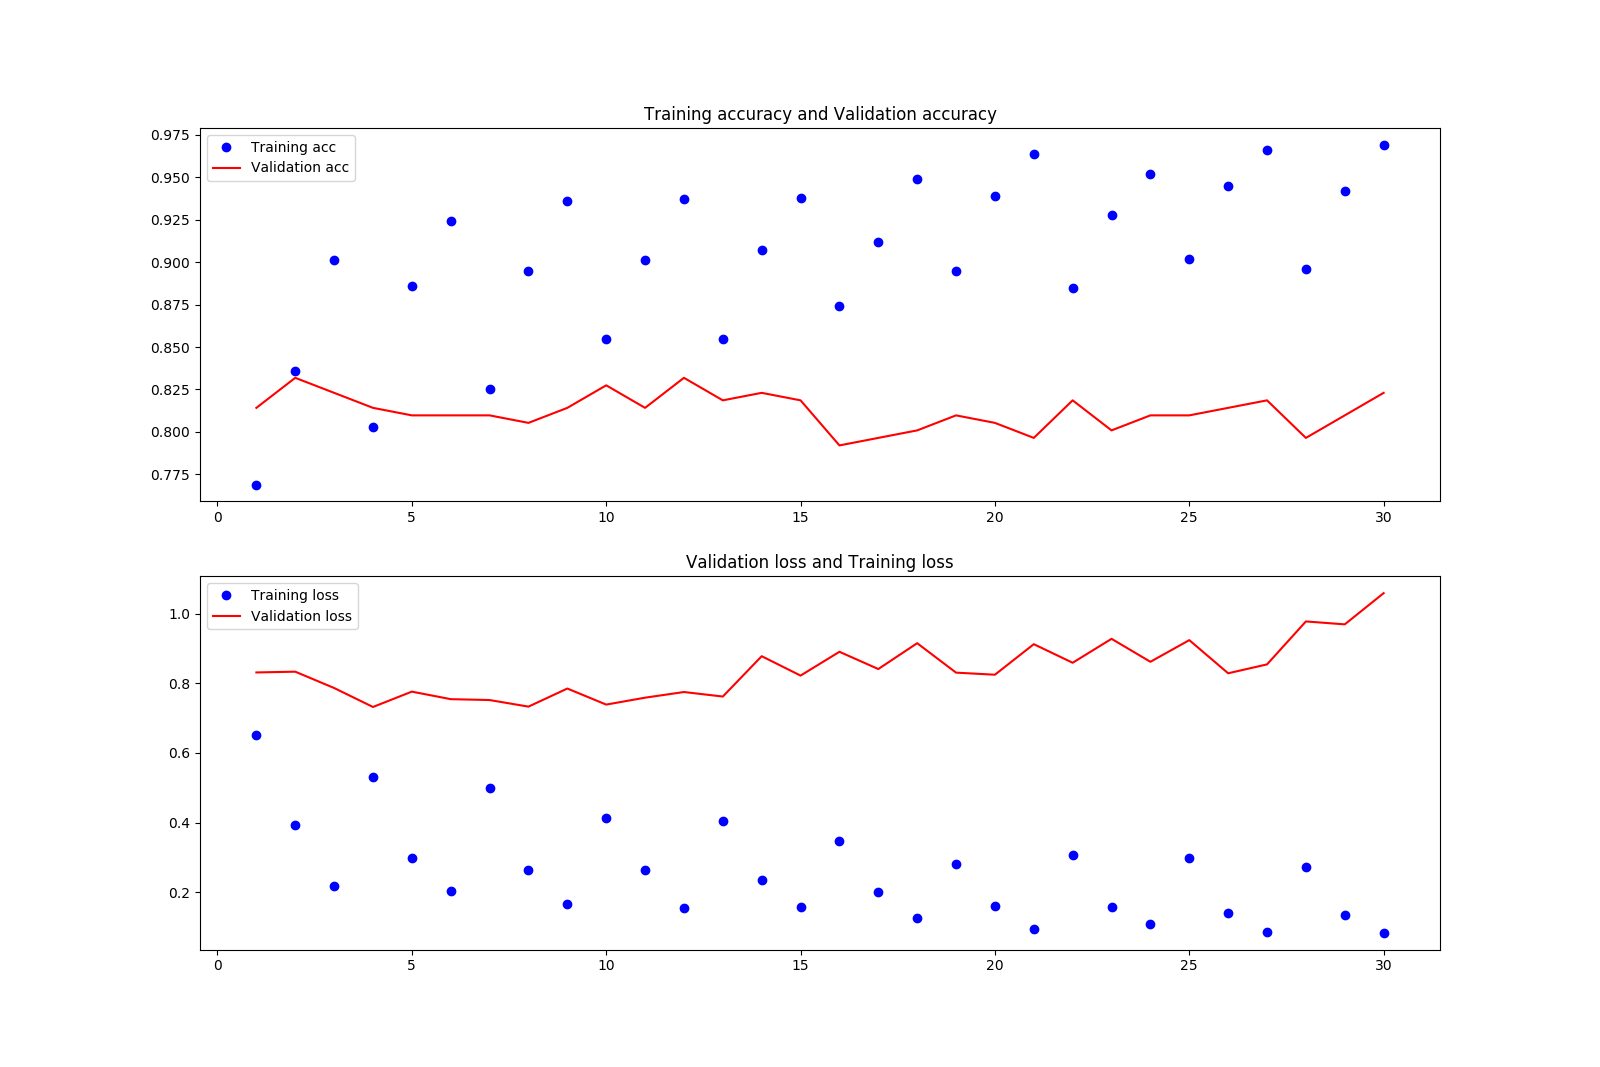 Training accuracy and Validation accuracy
Training acc
Validation acc
0.975
0.950
0.925
0.900
0.875
0.850
0.825
0.800
0.775
0 5 10 15 20 25 30
Validation loss and Training loss
Training loss
Validation loss
1.0
0.8
0.6
0.4
0.2
0 5 10 15 20 25 30